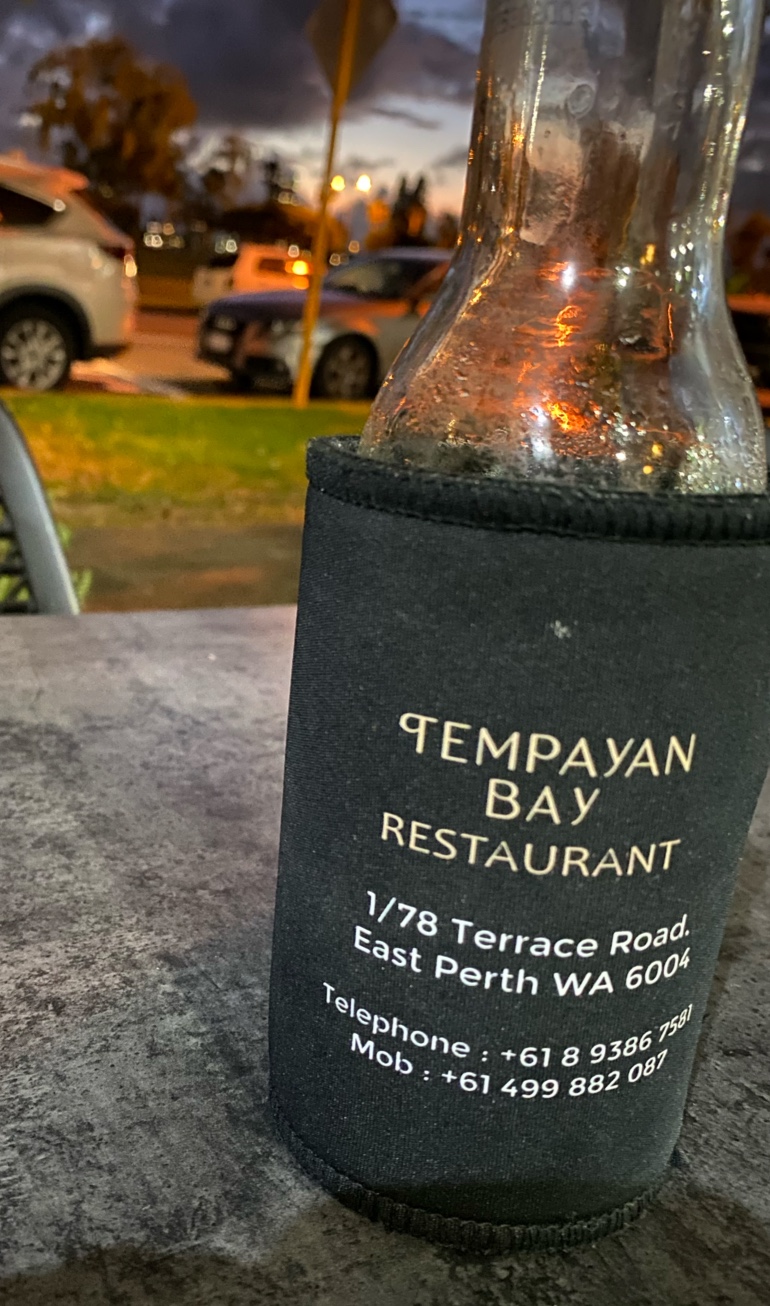 TEMPAYAN
BAY
RESTAURANT
1/78 Terrace Road.
East Perth WA 6004
Telephone : +61 8 9386 7581
Mob : +61 499 882 087